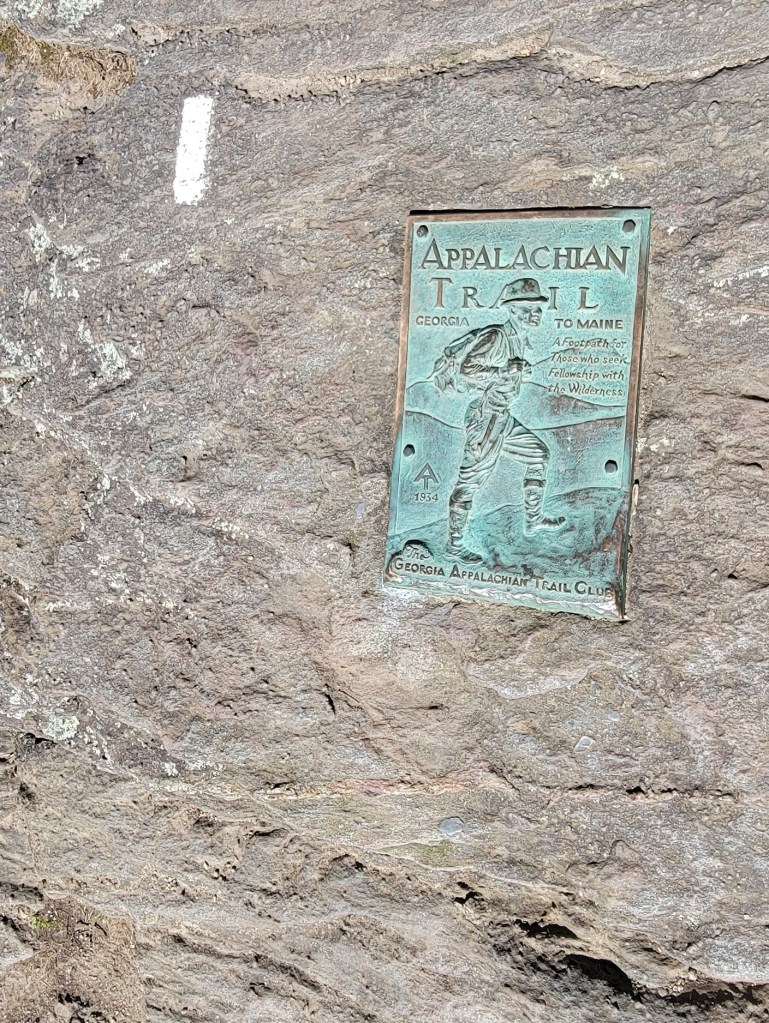 APPALACHIAN
TRAIL
GEORGIA TO MAINE
A Footpath for
Those who seek
Fellowship with
the Wilderness
AT
1934
The
GEORGIA APPALACHIAN TRAIL CLUB